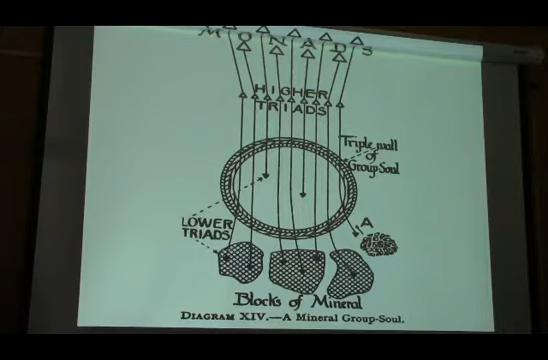 MONADS
HIGHER
TRIADS
Triple wall
of
Group Soul
LOWER
TRIADS
A
Blocks of Mineral
DIAGRAM XIV.—A Mineral Group-Soul.